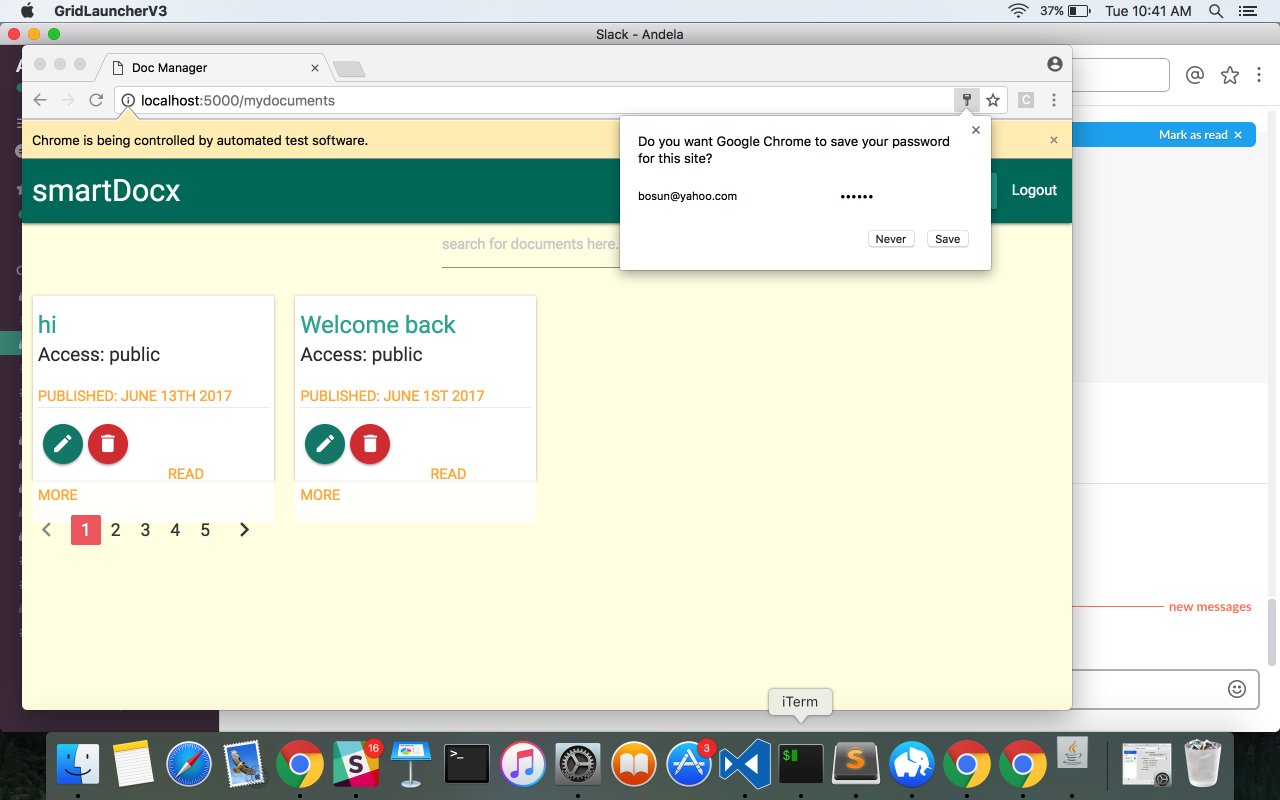 GridLauncherV3
37%
Tue 10:41 AM
Slack - Andela
Doc Manager
localhost:5000/mydocuments
C
Chrome is being controlled by automated test software.
Do you want Google Chrome to save your password
for this site?
bosun@yahoo.com
••••••
Never
Save
Mark as read
smartDocx
Logout
search for documents here.
hi
Access: public
PUBLISHED: JUNE 13TH 2017
READ
MORE
Welcome back
Access: public
PUBLISHED: JUNE 1ST 2017
READ
MORE
1 2 3 4 5
new messages
iTerm
16
S
>_
3
$
S